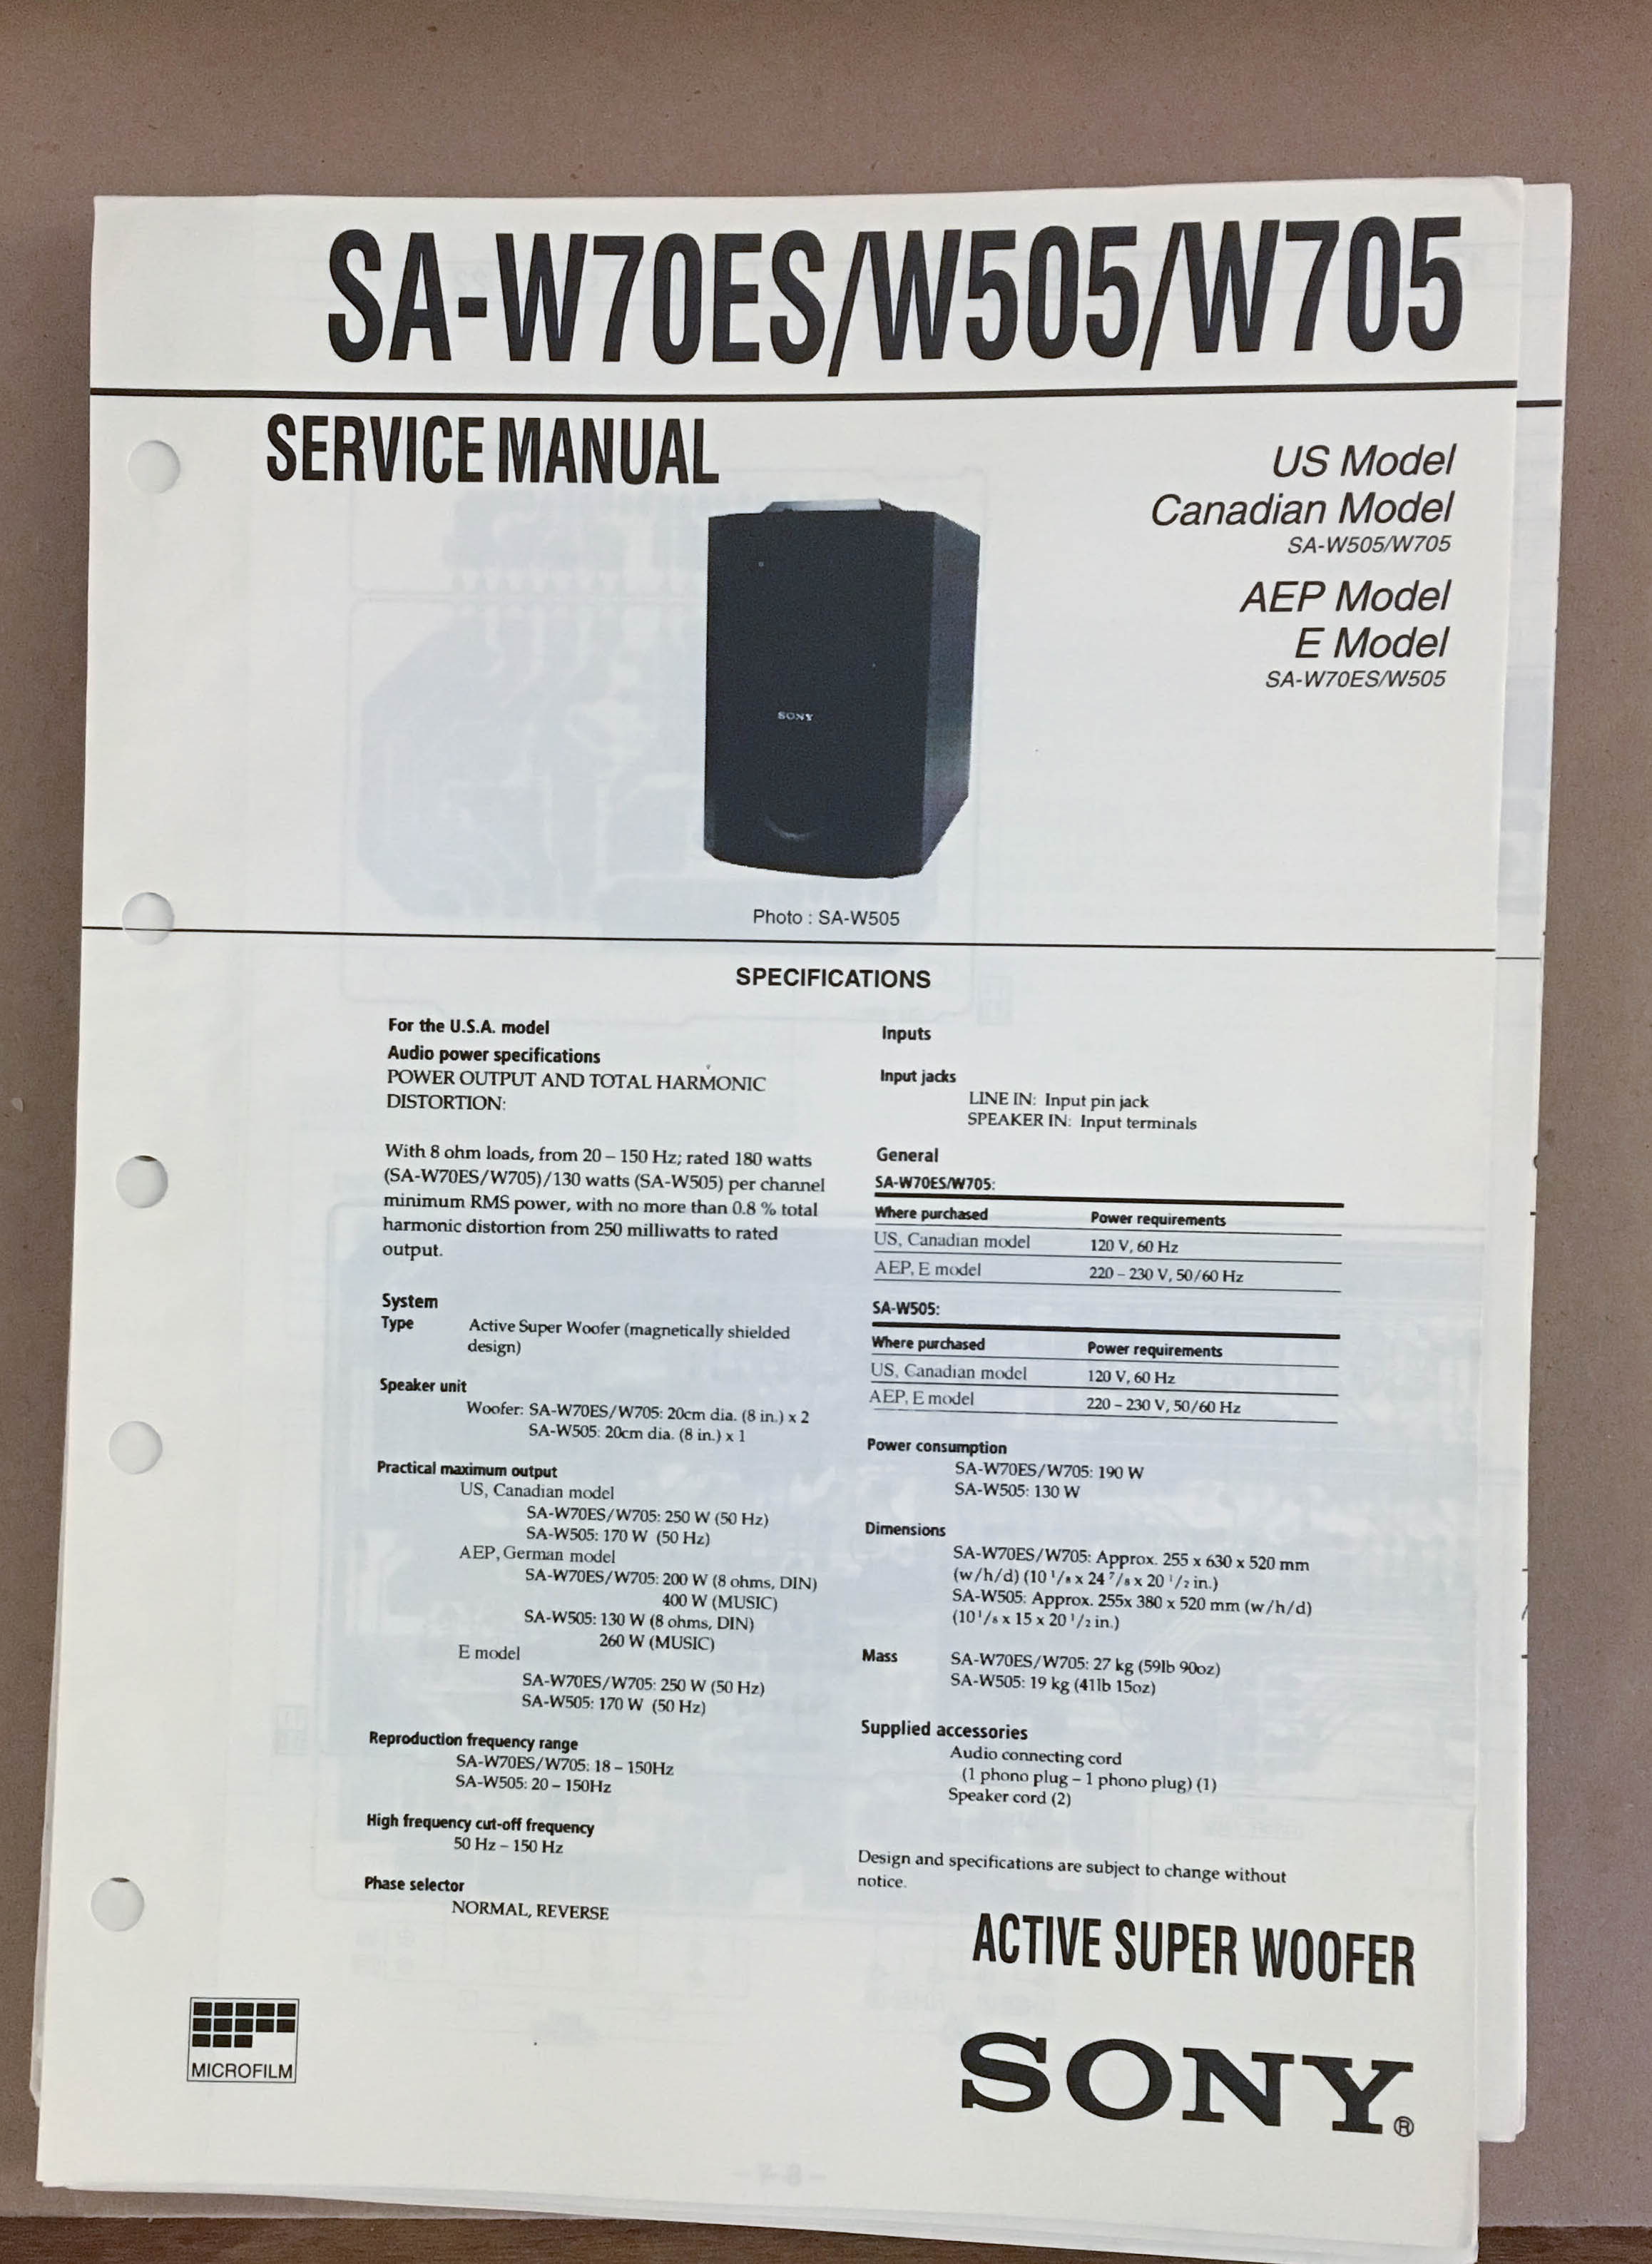 SA-W70ES/W505/W705
SERVICE MANUAL
US Model
Canadian Model
SA-W505/W705
AEP Model
E Model
SA-W70ES/W505
SONY
Photo : SA-W505
SPECIFICATIONS
For the U.S.A. model
Audio power specifications
POWER OUTPUT AND TOTAL HARMONIC
DISTORTION:
With 8 ohm loads, from 20 – 150 Hz; rated 180 watts
(SA-W70ES/W705)/130 watts (SA-W505) per channel
minimum RMS power, with no more than 0.8 % total
harmonic distortion from 250 milliwatts to rated
output.
System
Type Active Super Woofer (magnetically shielded
design)
Speaker unit
Woofer: SA-W70ES/W705: 20cm dia. (8 in.) x 2
SA-W505: 20cm dia. (8 in.) x 1
Practical maximum output
US, Canadian model
SA-W70ES/W705: 250 W (50 Hz)
SA-W505: 170 W (50 Hz)
AEP, German model
SA-W70ES/W705: 200 W (8 ohms, DIN)
400 W (MUSIC)
SA-W505: 130 W (8 ohms, DIN)
260 W (MUSIC)
E model
SA-W70ES/W705: 250 W (50 Hz)
SA-W505: 170 W (50 Hz)
Reproduction frequency range
SA-W70ES/W705: 18 – 150Hz
SA-W505: 20 – 150Hz
High frequency cut-off frequency
50 Hz – 150 Hz
Phase selector
NORMAL, REVERSE
Inputs
Input jacks
LINE IN: Input pin jack
SPEAKER IN: Input terminals
General
SA-W70ES/W705:
Where purchased Power requirements
US, Canadian model 120 V, 60 Hz
AEP, E model 220 – 230 V, 50/60 Hz
SA-W505:
Where purchased Power requirements
US, Canadian model 120 V, 60 Hz
AEP, E model 220 – 230 V, 50/60 Hz
Power consumption
SA-W70ES/W705: 190 W
SA-W505: 130 W
Dimensions
SA-W70ES/W705: Approx. 255 x 630 x 520 mm
(w/h/d) (10 1/8 x 24 7/8 x 20 1/2 in.)
SA-W505: Approx. 255x 380 x 520 mm (w/h/d)
(10 1/8 x 15 x 20 1/2 in.)
Mass SA-W70ES/W705: 27 kg (59lb 90oz)
SA-W505: 19 kg (41lb 15oz)
Supplied accessories
Audio connecting cord
(1 phono plug – 1 phono plug) (1)
Speaker cord (2)
Design and specifications are subject to change without
notice.
ACTIVE SUPER WOOFER
MICROFILM
SONY®